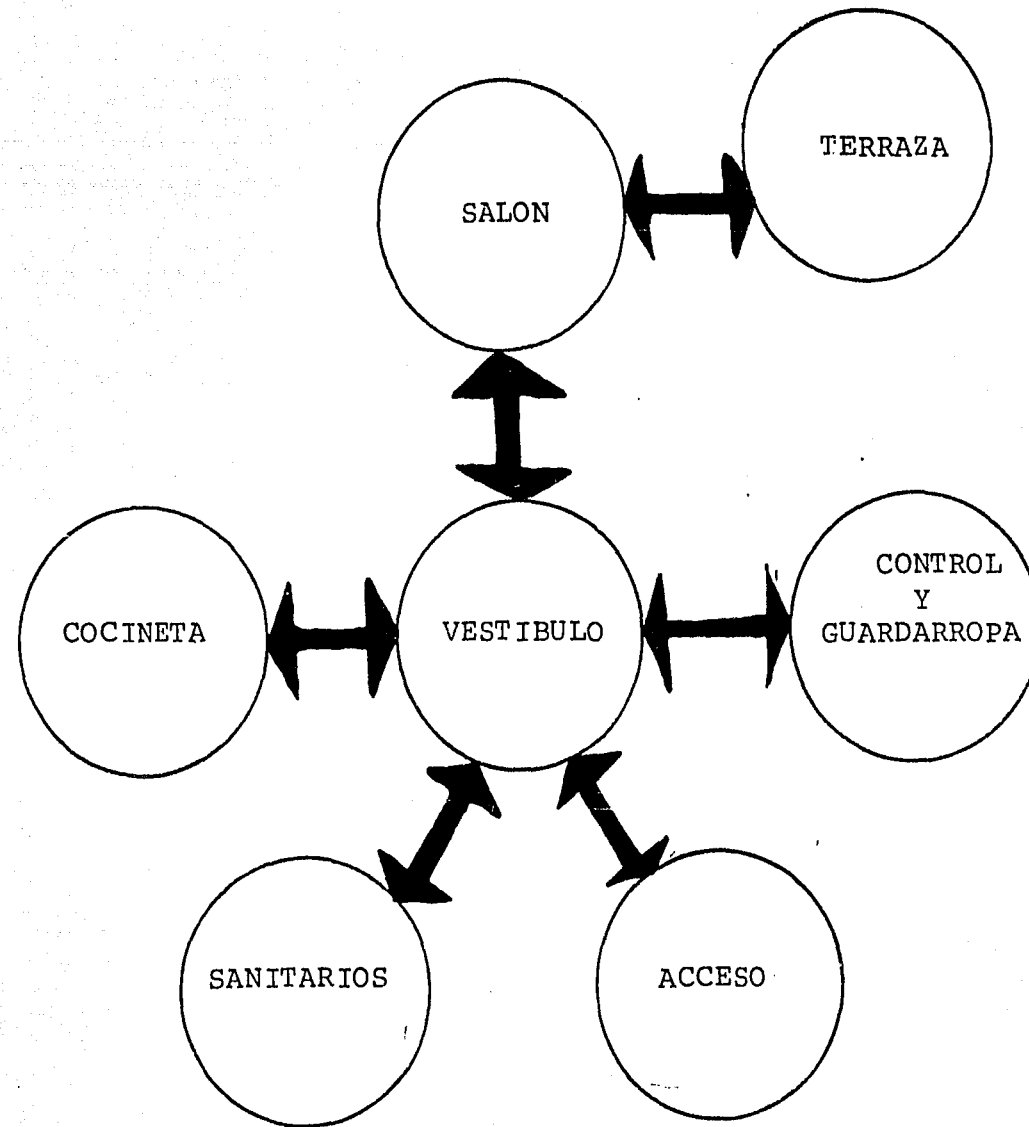 TERRAZA
SALON
COCINETA
VESTIBULO
CONTROL
Y
GUARDARROPA
SANITARIOS
ACCESO